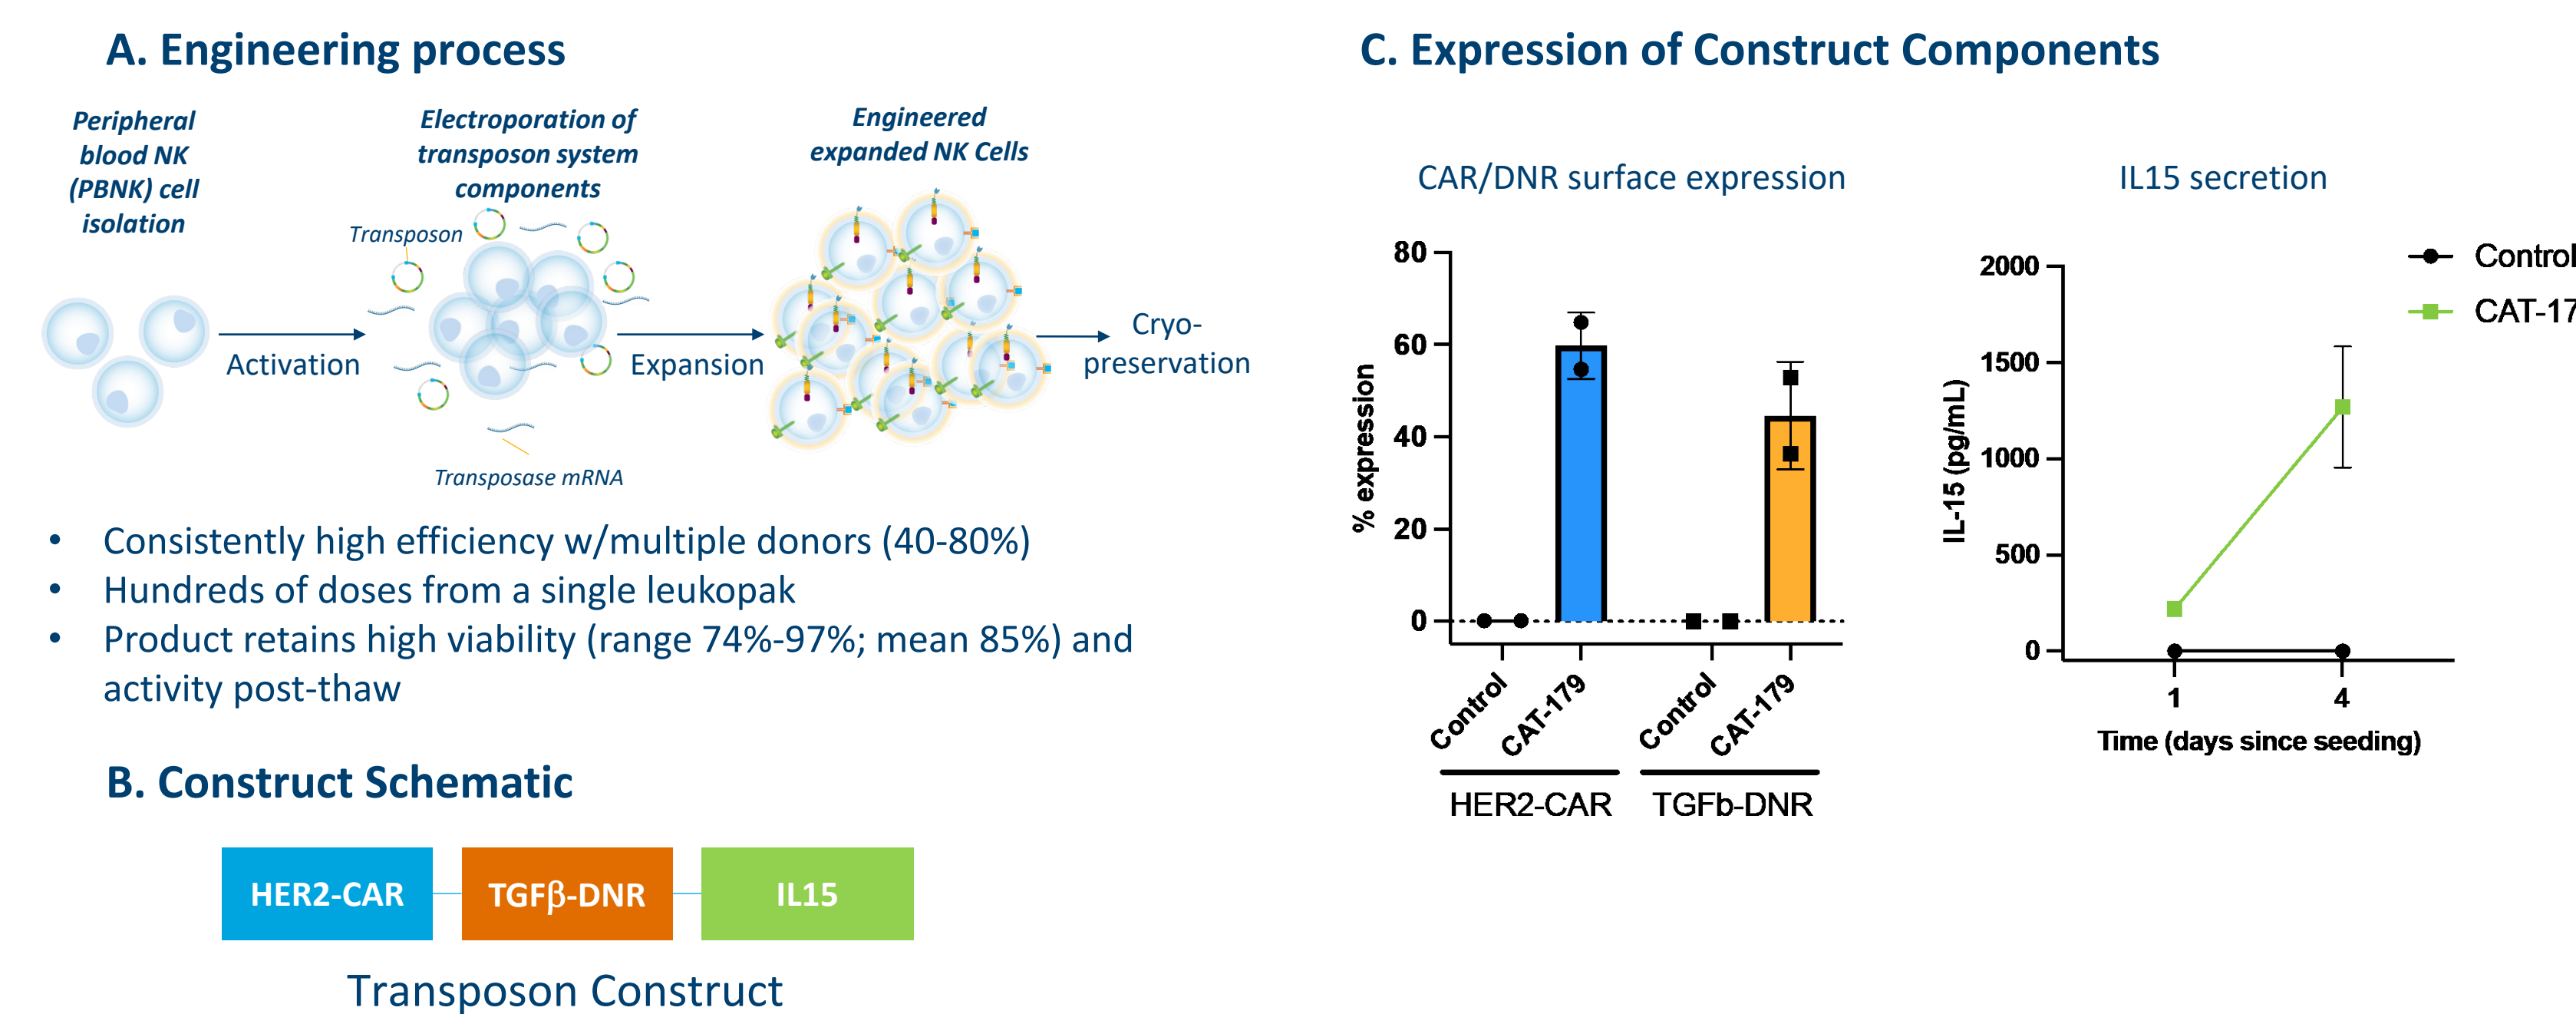 A. Engineering process
Peripheral
blood NK
(PBNK) cell
isolation
Activation
Electroporation of
transposon system
components
Transposon
Transposase mRNA
Expansion
Engineered
expanded NK Cells
Cryo-
preservation
• Consistently high efficiency w/multiple donors (40-80%)
• Hundreds of doses from a single leukopak
• Product retains high viability (range 74%-97%; mean 85%) and
activity post-thaw
B. Construct Schematic
HER2-CAR
TGFβ-DNR
IL15
Transposon Construct
C. Expression of Construct Components
CAR/DNR surface expression
% expression
80
60
40
20
0
Control
CAT-179
Control
CAT-179
HER2-CAR
TGFb-DNR
IL15 secretion
IL-15 (pg/mL)
2000
1500
1000
500
0
1
4
Time (days since seeding)
Control
CAT-17